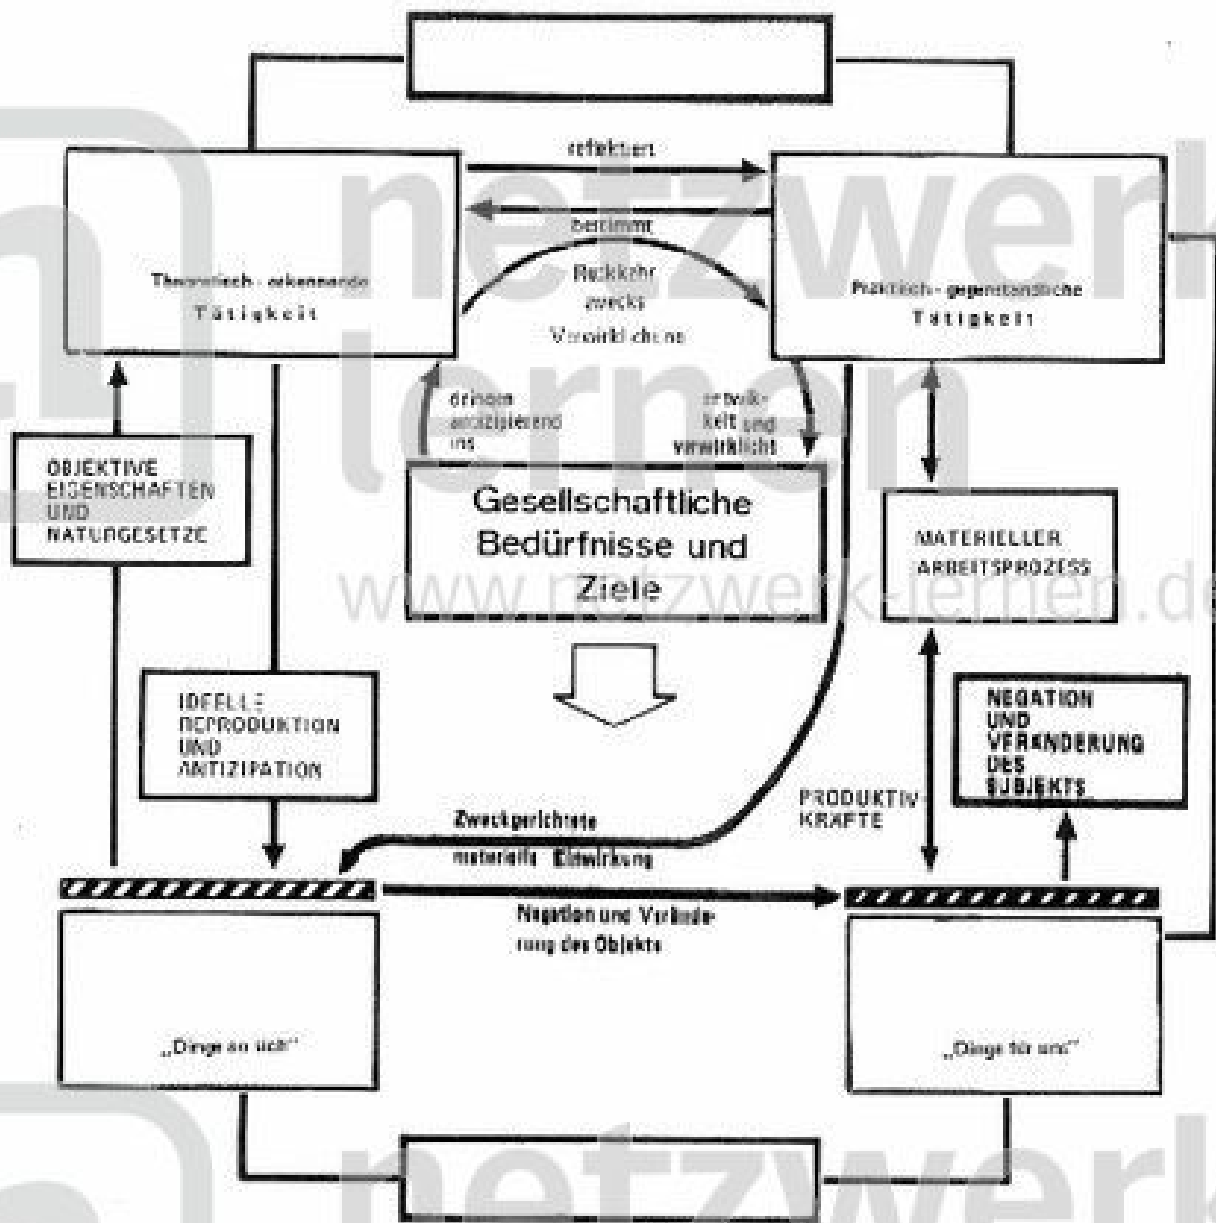 reflektiert
bestimmt
Rückkehr
zwecks
Verwirklichung
Theoretisch-erkennende
Tätigkeit
Praktisch-gegenständliche
Tätigkeit
dringen
antizipierend
ins
entwik-
kelt und
verwirklicht
OBJEKTIVE
EIGENSCHAFTEN
UND
NATURGESETZE
Gesellschaftliche
Bedürfnisse und
Ziele
MATERIELLER
ARBEITSPROZESS
IDEELLE
REPRODUKTION
UND
ANTIZIPATION
NEGATION
UND
VERÄNDERUNG
DES
SUBJEKTS
PRODUKTIV-
KRÄFTE
Zweckgerichtete
materielle Einwirkung
Negation und Verände-
rung des Objekts
„Dinge an sich“
„Dinge für uns“
netzwerk
lernen
www.netzwerk-lernen.de
netzwerk